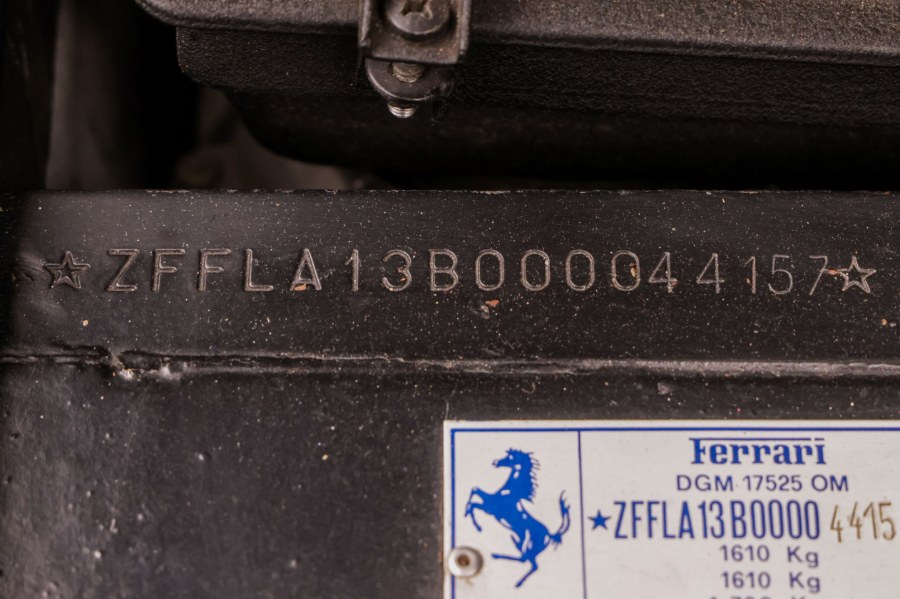 ☆ZFFLA13B000044157☆
Ferrari
DGM 17525 OM
★ZFFLA13B0000 4415
1610 Kg
1610 Kg